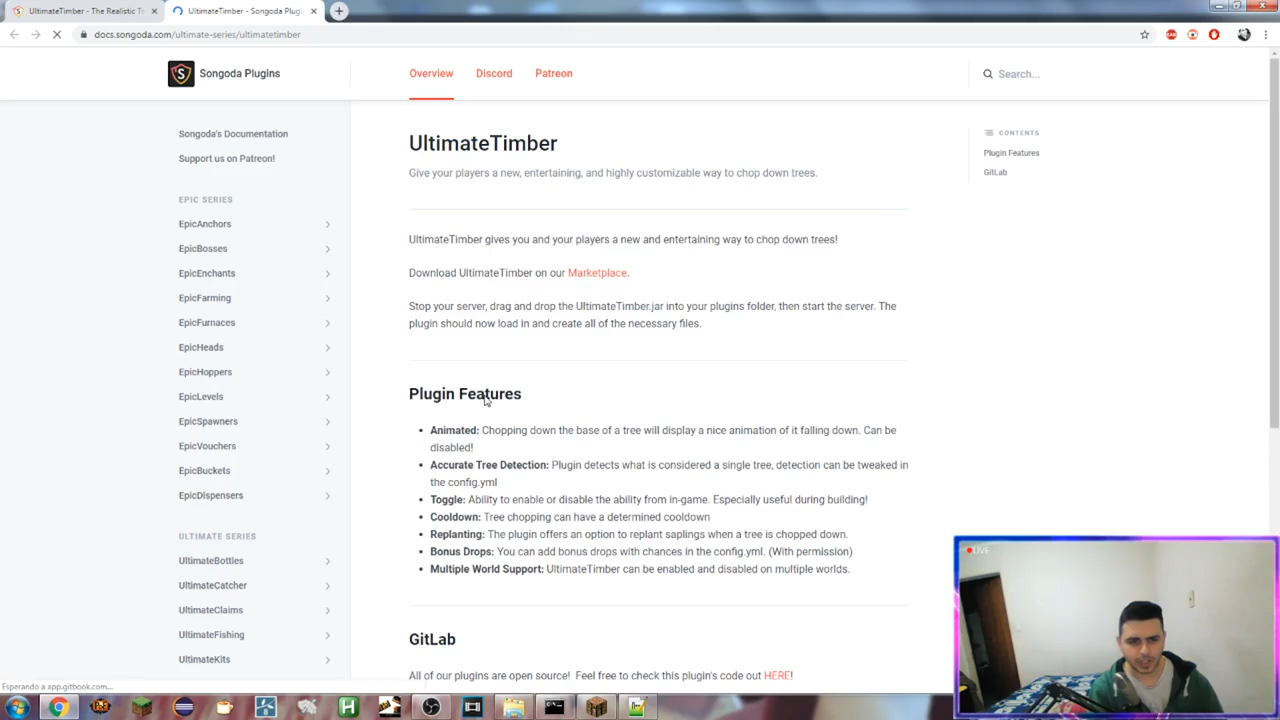 UltimateTimber - The Realistic T
UltimateTimber - Songoda Plugi
docs.songoda.com/ultimate-series/ultimatetimber
Songoda Plugins
Overview
Discord
Patreon
Search...
Songoda's Documentation
Support us on Patreon!
EPIC SERIES
EpicAnchors
EpicBosses
EpicEnchants
EpicFarming
EpicFurnaces
EpicHeads
EpicHoppers
EpicLevels
EpicSpawners
EpicVouchers
EpicBuckets
EpicDispensers
ULTIMATE SERIES
UltimateBottles
UltimateCatcher
UltimateClaims
UltimateFishing
UltimateKits
UltimateTimber
Give your players a new, entertaining, and highly customizable way to chop down trees.
UltimateTimber gives you and your players a new and entertaining way to chop down trees!
Download UltimateTimber on our Marketplace.
Stop your server, drag and drop the UltimateTimber.jar into your plugins folder, then start the server. The
plugin should now load in and create all of the necessary files.
Plugin Features
• Animated: Chopping down the base of a tree will display a nice animation of it falling down. Can be
disabled!
• Accurate Tree Detection: Plugin detects what is considered a single tree, detection can be tweaked in
the config.yml
• Toggle: Ability to enable or disable the ability from in-game. Especially useful during building!
• Cooldown: Tree chopping can have a determined cooldown
• Replanting: The plugin offers an option to replant saplings when a tree is chopped down.
• Bonus Drops: You can add bonus drops with chances in the config.yml. (With permission)
• Multiple World Support: UltimateTimber can be enabled and disabled on multiple worlds.
GitLab
All of our plugins are open source! Feel free to check this plugin's code out HERE!
CONTENTS
Plugin Features
GitLab
LIVE
Esperando a app.gitbook.com...